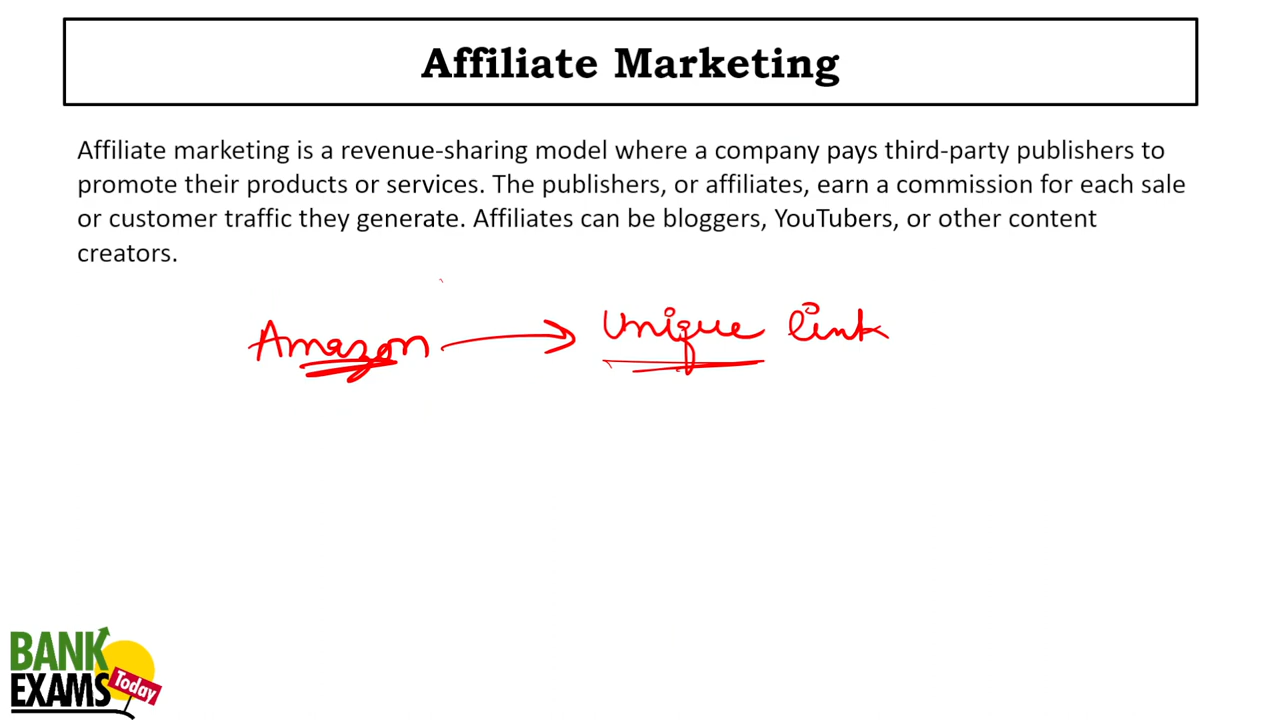 Affiliate Marketing
Affiliate marketing is a revenue-sharing model where a company pays third-party publishers to
promote their products or services. The publishers, or affiliates, earn a commission for each sale
or customer traffic they generate. Affiliates can be bloggers, YouTubers, or other content
creators.
Amazon → Unique link
BANK
EXAMS Today